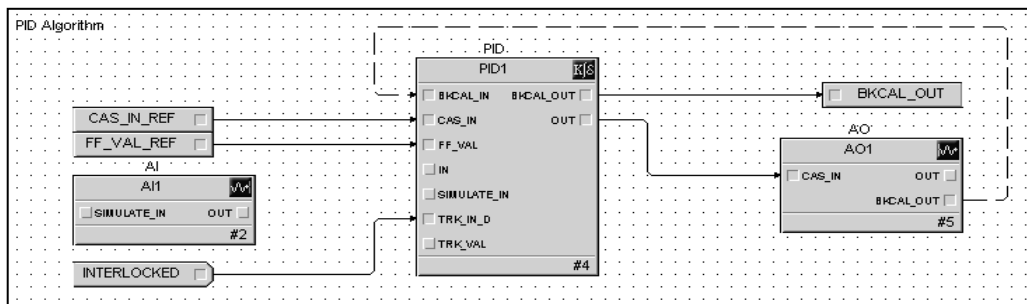 PID Algorithm
PID
PID1
BKCAL_IN BKCAL_OUT
BKCAL_OUT
CAS_IN_REF
CAS_IN OUT
FF_VAL_REF
FF_VAL
AO
AO1
AI
AI1
IN
CAS_IN OUT
SIMULATE_IN OUT
SIMULATE_IN
BKCAL_OUT
#2
TRK_IN_D
#5
TRK_VAL
INTERLOCKED
#4